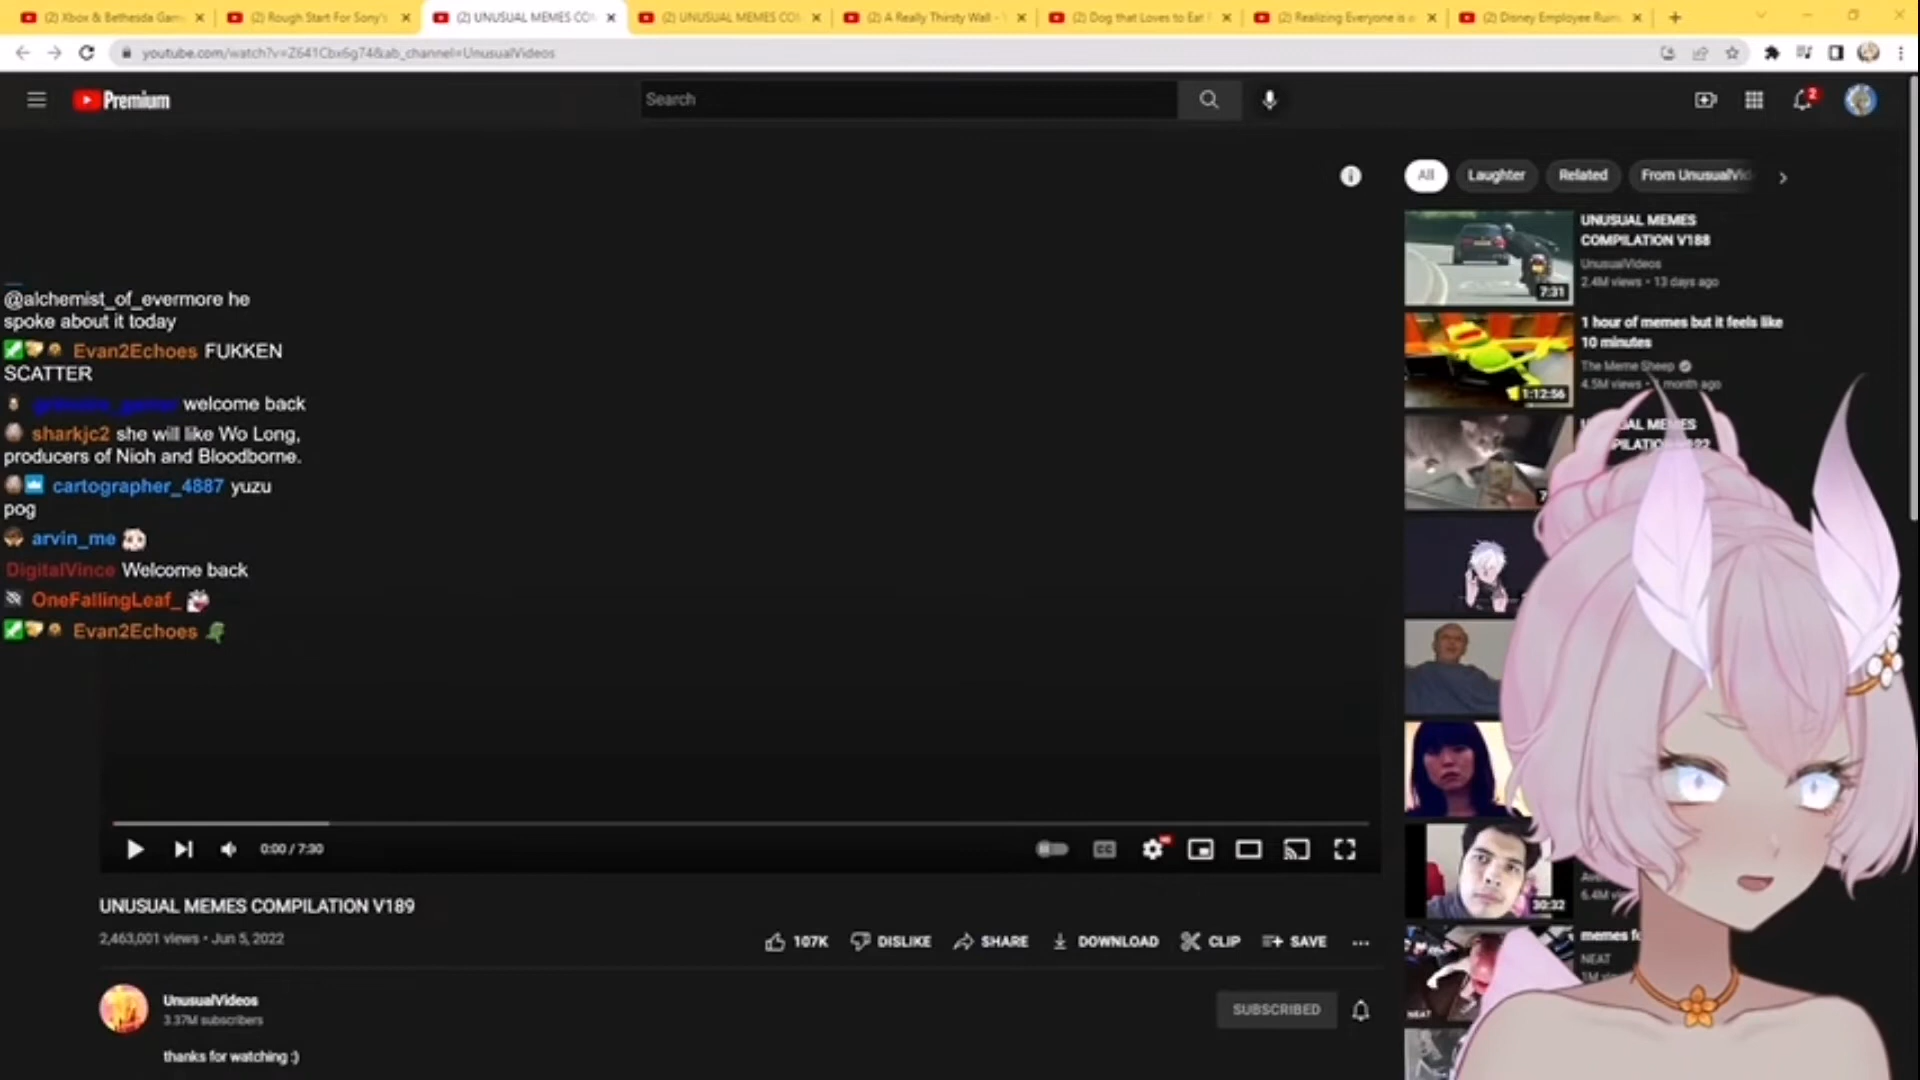 (2) Xbox & Bethesda Gam
(2) Rough Start For Sony's
(2) UNUSUAL MEMES CO
(2) UNUSUAL MEMES CO
(2) A Really Thirsty Wall -
(2) Dog that Loves to Eat
(2) Realizing Everyone is
(2) Disney Employee Ruin
youtube.com/watch?v=Z641Cbx6g74&ab_channel=UnusualVideos
Premium
Search
2
All
Laughter
Related
From UnusualVid
UNUSUAL MEMES
COMPILATION V188
UnusualVideos
2.4M views • 13 days ago
7:31
1 hour of memes but it feels like
10 minutes
The Meme Sheep
4.5M views • 1 month ago
1:12:56
@alchemist_of_evermore he
spoke about it today
Evan2Echoes FUKKEN
SCATTER
welcome back
sharkjc2 she will like Wo Long,
producers of Nioh and Bloodborne.
cartographer_4887 yuzu
pog
arvin_me
DigitalVince Welcome back
OneFallingLeaf_
Evan2Echoes
0:00 / 7:30
CC
UNUSUAL MEMES COMPILATION V189
2,463,001 views • Jun 5, 2022
107K
DISLIKE
SHARE
DOWNLOAD
CLIP
SAVE
UnusualVideos
3.37M subscribers
SUBSCRIBED
thanks for watching :)
30:32
memes fo
NEAT